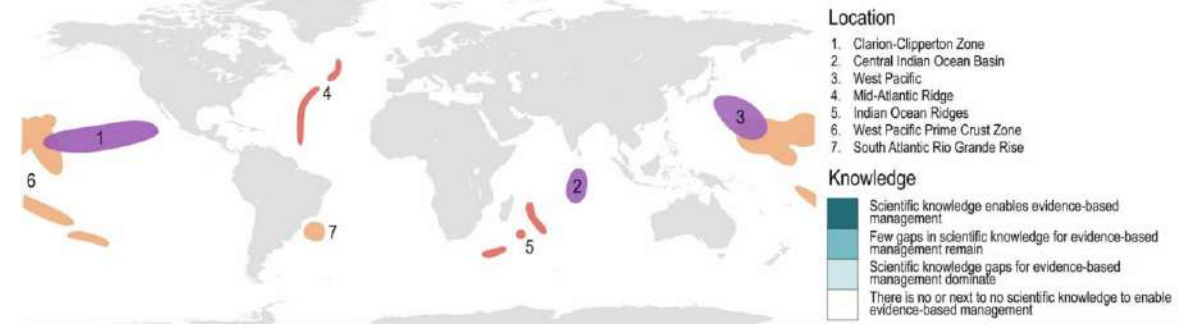 Location
1. Clarion-Clipperton Zone
2. Central Indian Ocean Basin
3. West Pacific
4. Mid-Atlantic Ridge
5. Indian Ocean Ridges
6. West Pacific Prime Crust Zone
7. South Atlantic Rio Grande Rise
Knowledge
Scientific knowledge enables evidence-based
management
Few gaps in scientific knowledge for evidence-based
management remain
Scientific knowledge gaps for evidence-based
management dominate
There is no or next to no scientific knowledge to enable
evidence-based management
4
1
3
6
2
7
5